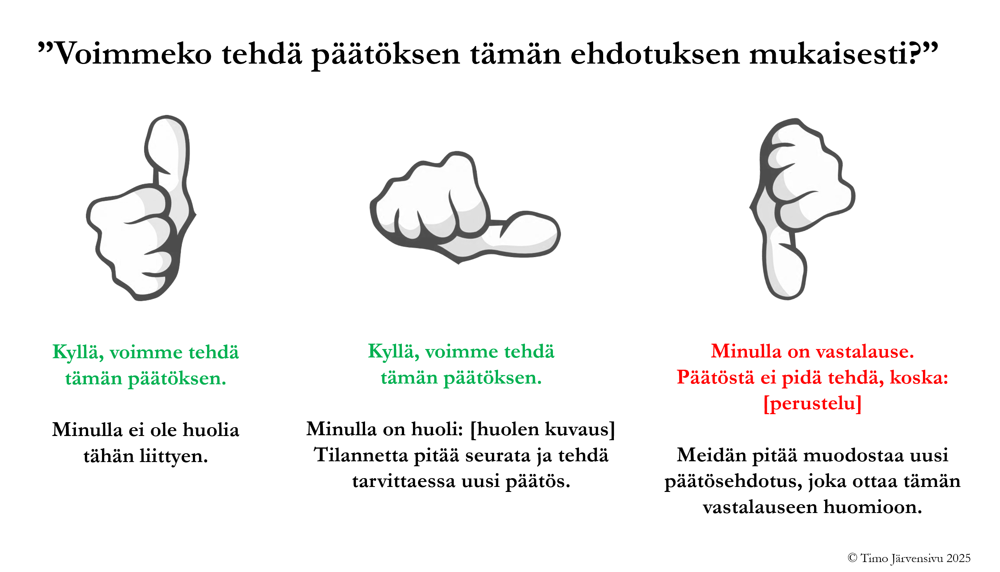 ”Voimmeko tehdä päätöksen tämän ehdotuksen mukaisesti?”
Kyllä, voimme tehdä
tämän päätöksen.
Minulla ei ole huolia
tähän liittyen.
Kyllä, voimme tehdä
tämän päätöksen.
Minulla on huoli: [huolen kuvaus]
Tilannetta pitää seurata ja tehdä
tarvittaessa uusi päätös.
Minulla on vastalause.
Päätöstä ei pidä tehdä, koska:
[perustelu]
Meidän pitää muodostaa uusi
päätösehdotus, joka ottaa tämän
vastalauseen huomioon.
© Timo Järvensivu 2025